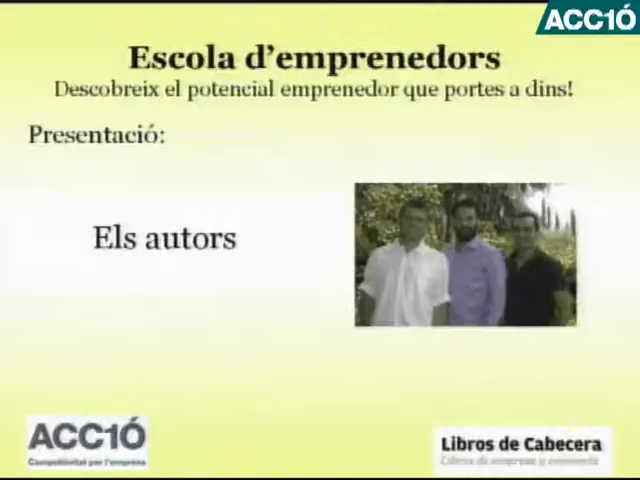 ACC1Ó
Escola d'emprenedors
Descobreix el potencial emprenedor que portes a dins!
Presentació:
Els autors
ACC1Ó
Competitivitat per l'empresa
Libros de Cabecera
Libros de empresa y economía